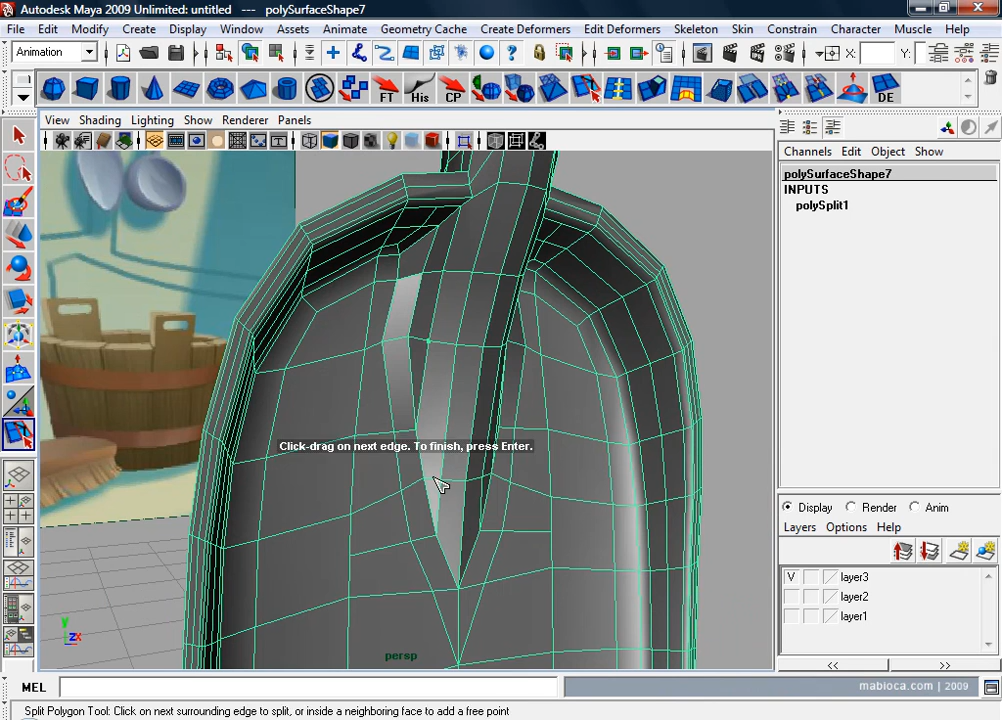 Autodesk Maya 2009 Unlimited: untitled --- polySurfaceShape7
File Edit Modify Create Display Window Assets Animate Geometry Cache Create Deformers Edit Deformers Skeleton Skin Constrain Character Muscle Help
Animation X: Y:
FT His CP DE
View Shading Lighting Show Renderer Panels
Channels Edit Object Show
polySurfaceShape7
INPUTS
polySplit1
Click-drag on next edge. To finish, press Enter.
Display Render Anim
Layers Options Help
V layer3
layer2
layer1
y
zx
persp
<< >>
MEL
mabioca.com | 2009
Split Polygon Tool: Click on next surrounding edge to split, or inside a neighboring face to add a free point